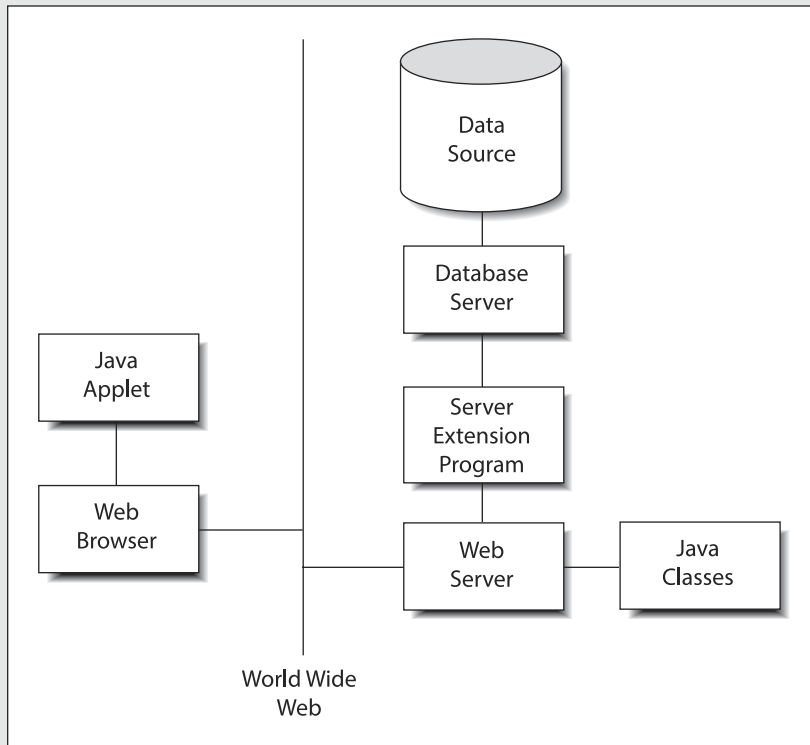 Data
Source
Database
Server
Java
Applet
Server
Extension
Program
Web
Browser
Web
Server
Java
Classes
World Wide
Web